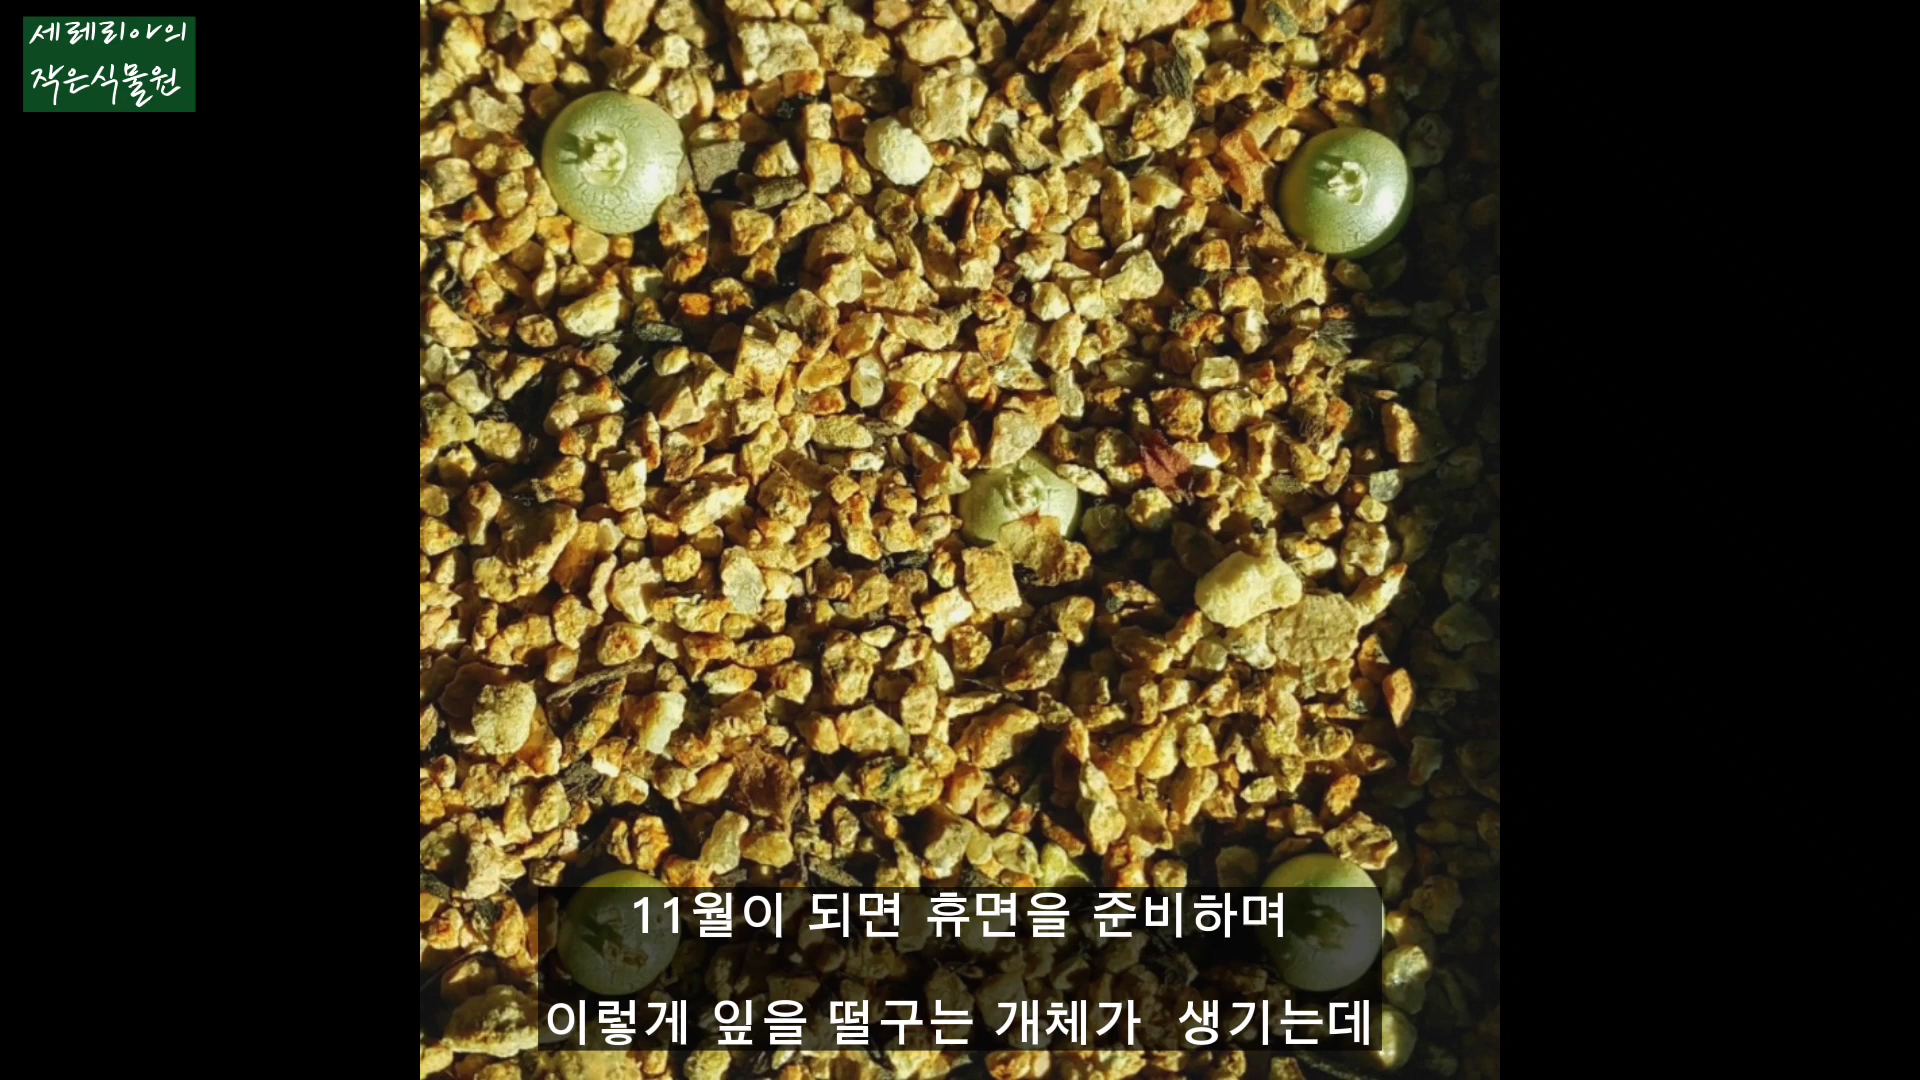 세레리아의
작은식물원
11월이 되면 휴면을 준비하며
이렇게 잎을 떨구는 개체가 생기는데